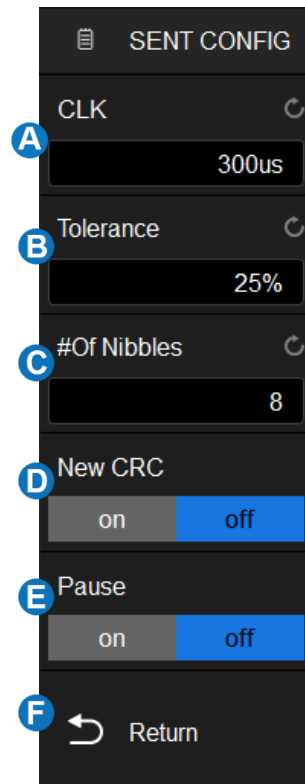 SENT CONFIG
CLK
A
300us
Tolerance
B
25%
#Of Nibbles
C
8
New CRC
D
on off
Pause
E
on off
F
Return